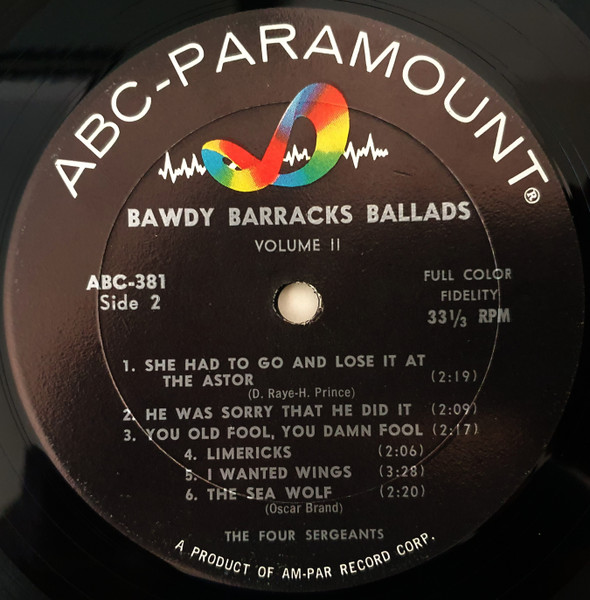 ABC-PARAMOUNT®
BAWDY BARRACKS BALLADS
VOLUME II
ABC-381
Side 2
FULL COLOR
FIDELITY
33 1/3 RPM
1. SHE HAD TO GO AND LOSE IT AT
THE ASTOR (2:19)
(D. Raye-H. Prince)
2. HE WAS SORRY THAT HE DID IT (2:09)
3. YOU OLD FOOL, YOU DAMN FOOL (2:17)
4. LIMERICKS (2:06)
5. I WANTED WINGS (3:28)
6. THE SEA WOLF (2:20)
(Oscar Brand)
THE FOUR SERGEANTS
A PRODUCT OF AM-PAR RECORD CORP.